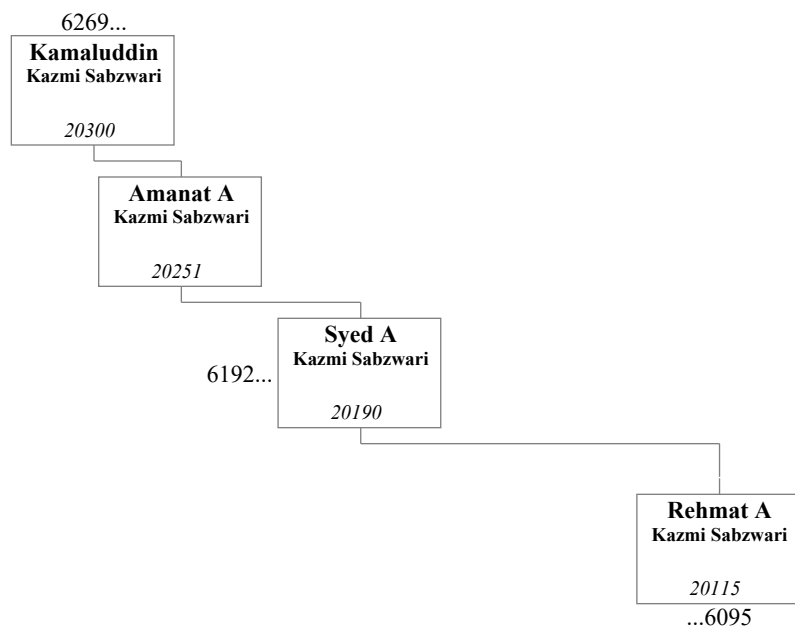 6269...
Kamaluddin
Kazmi Sabzwari
20300
Amanat A
Kazmi Sabzwari
20251
Syed A
Kazmi Sabzwari
6192...
20190
Rehmat A
Kazmi Sabzwari
20115
...6095